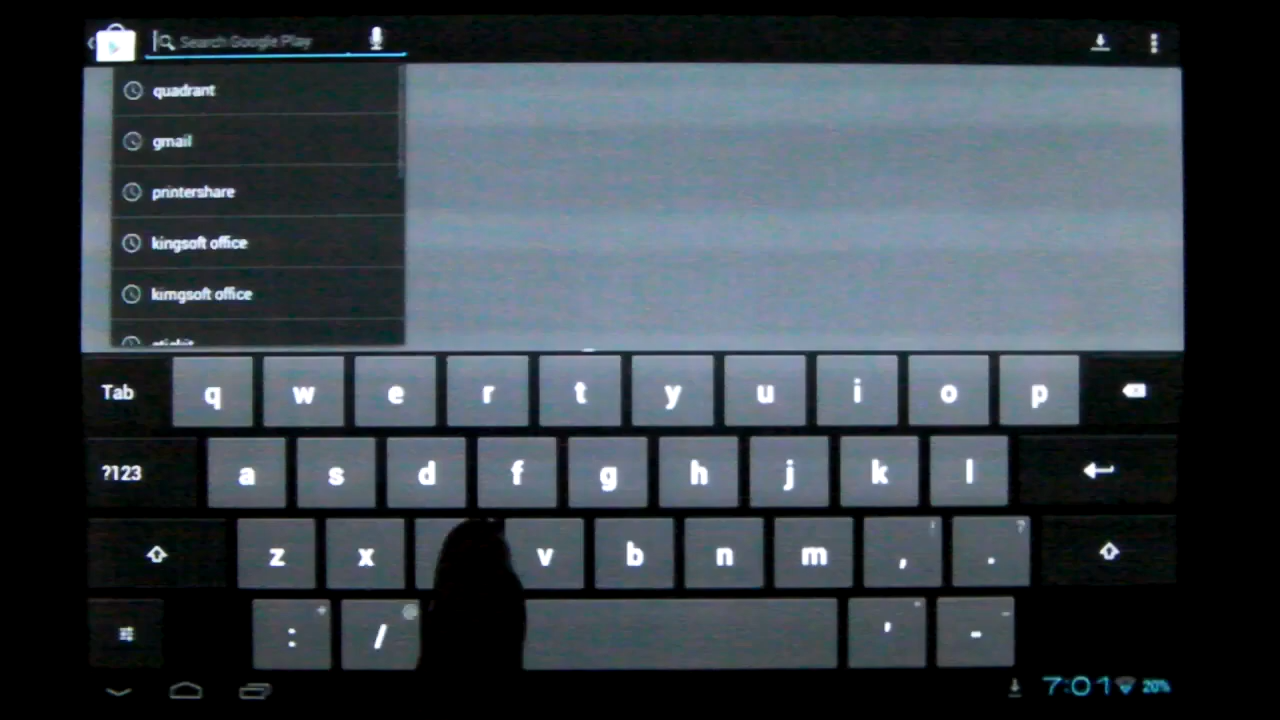 Search Google Play
quadrant
gmail
printershare
kingsoft office
kimgsoft office
Tab q w e r t y u i o p
?123 a s d f g h j k l
z x v b n m , ! . ?
: + / @ ' " - _
7:01 20%